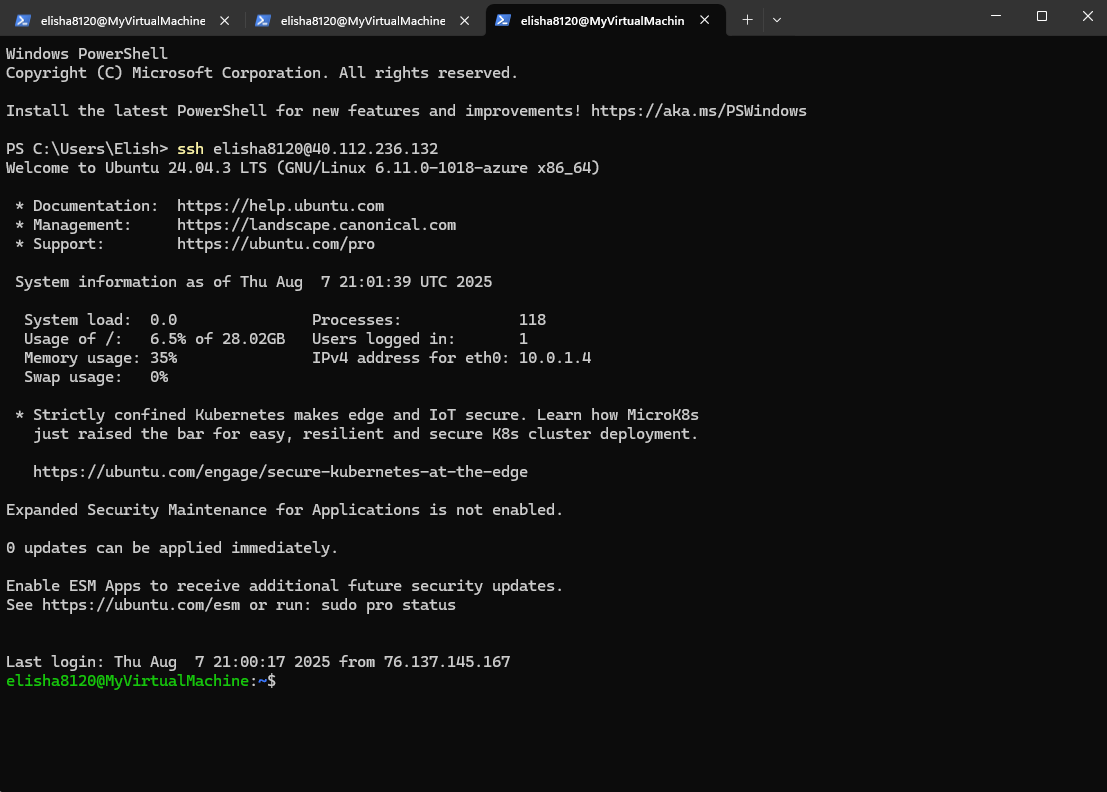 elisha8120@MyVirtualMachine
elisha8120@MyVirtualMachine
elisha8120@MyVirtualMachin
Windows PowerShell
Copyright (C) Microsoft Corporation. All rights reserved.
Install the latest PowerShell for new features and improvements! https://aka.ms/PSWindows
PS C:\Users\Elish> ssh elisha8120@40.112.236.132
Welcome to Ubuntu 24.04.3 LTS (GNU/Linux 6.11.0-1018-azure x86_64)
* Documentation:  https://help.ubuntu.com
* Management:     https://landscape.canonical.com
* Support:        https://ubuntu.com/pro
System information as of Thu Aug  7 21:01:39 UTC 2025
System load:  0.0               Processes:             118
Usage of /:   6.5% of 28.02GB   Users logged in:       1
Memory usage: 35%               IPv4 address for eth0: 10.0.1.4
Swap usage:   0%
* Strictly confined Kubernetes makes edge and IoT secure. Learn how MicroK8s
just raised the bar for easy, resilient and secure K8s cluster deployment.
https://ubuntu.com/engage/secure-kubernetes-at-the-edge
Expanded Security Maintenance for Applications is not enabled.
0 updates can be applied immediately.
Enable ESM Apps to receive additional future security updates.
See https://ubuntu.com/esm or run: sudo pro status
Last login: Thu Aug  7 21:00:17 2025 from 76.137.145.167
elisha8120@MyVirtualMachine:~$